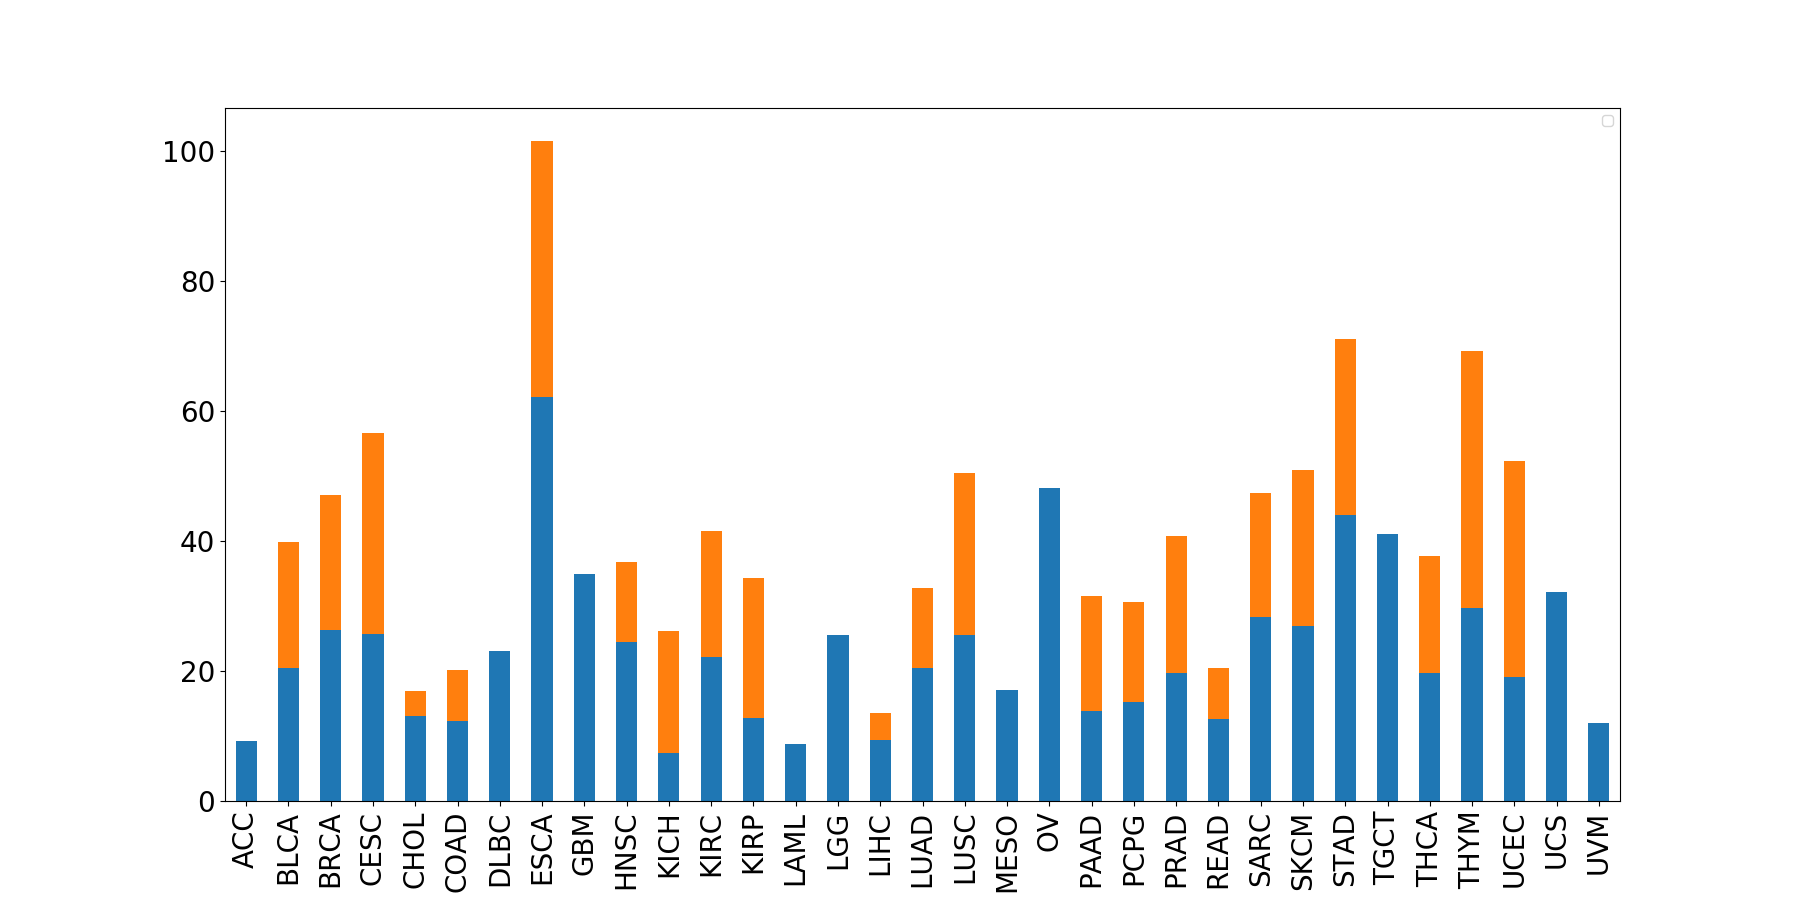 100
80
60
40
20
0
ACC
BLCA
BRCA
CESC
CHOL
COAD
DLBC
ESCA
GBM
HNSC
KICH
KIRC
KIRP
LAML
LGG
LIHC
LUAD
LUSC
MESO
OV
PAAD
PCPG
PRAD
READ
SARC
SKCM
STAD
TGCT
THCA
THYM
UCEC
UCS
UVM